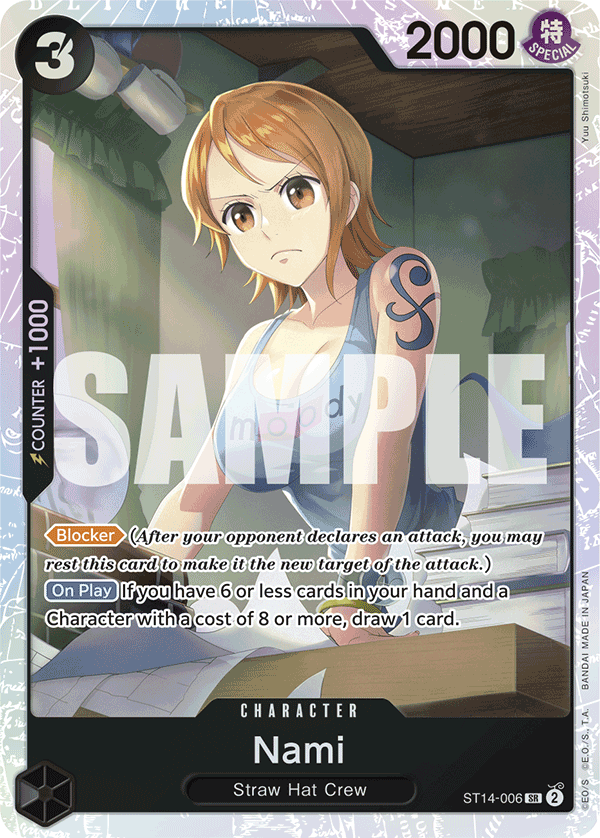 3
2000
特
SPECIAL
Yuu Shimotsuki
COUNTER +1000
moody
SAMPLE
Blocker (After your opponent declares an attack, you may
rest this card to make it the new target of the attack.)
On Play If you have 6 or less cards in your hand and a
Character with a cost of 8 or more, draw 1 card.
CHARACTER
Nami
Straw Hat Crew
ST14-006 SR 2
©E.O/S ©E.O./S., T.A. BANDAI MADE IN JAPAN